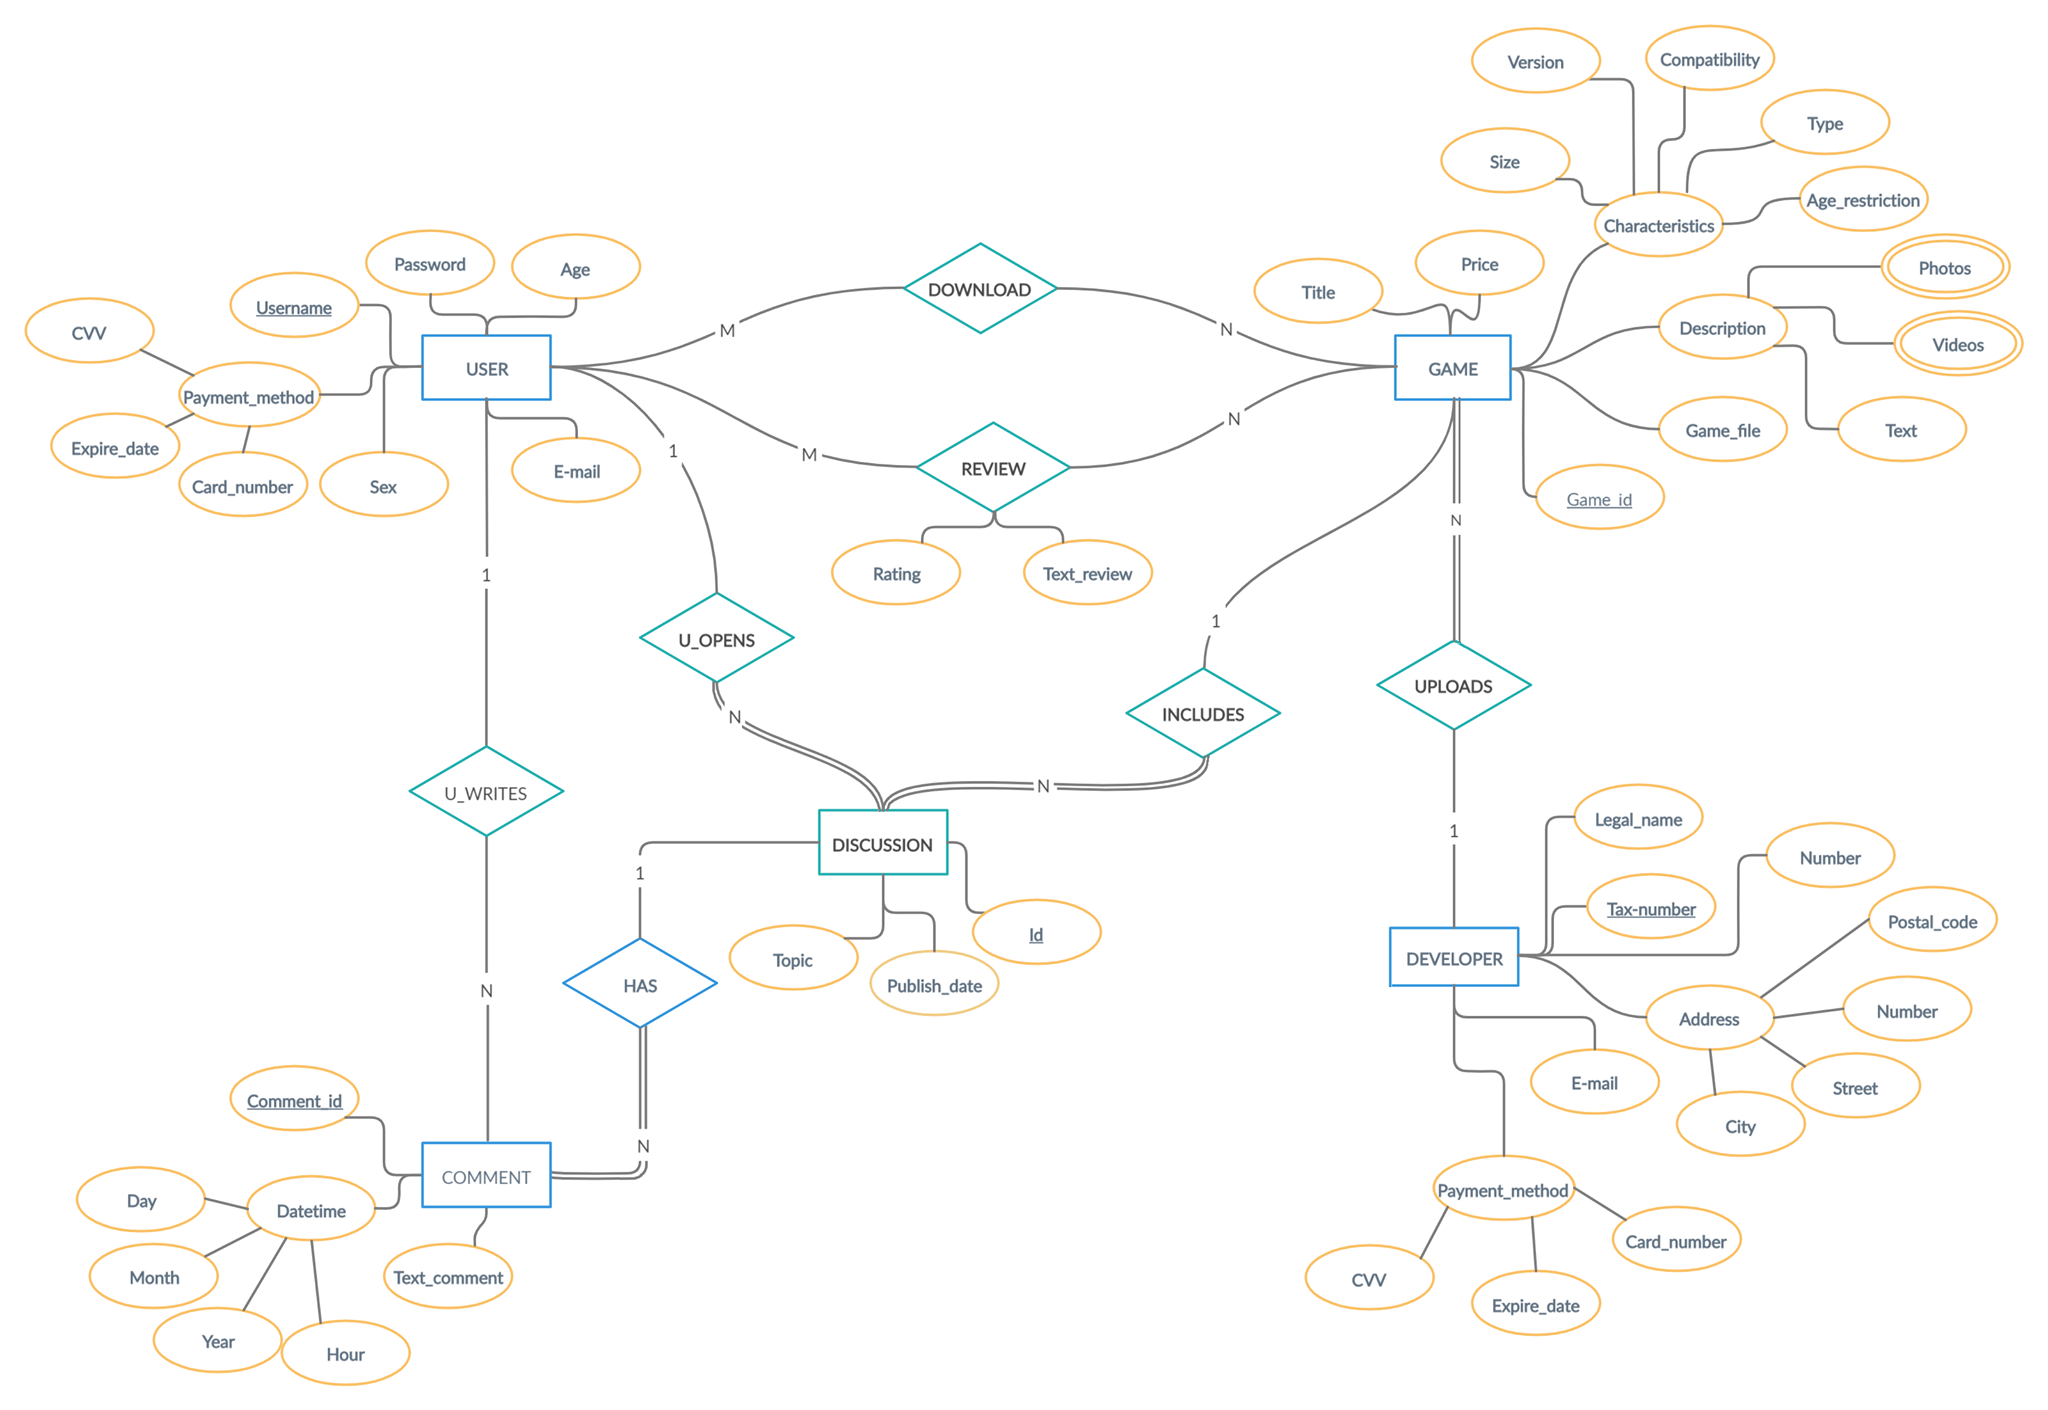 Version
Compatibility
Type
Size
Age_restriction
Characteristics
Password
Age
Price
Photos
Title
DOWNLOAD
Username
CVV
M
N
Description
Videos
USER
GAME
Payment_method
N
Game_file
Text
Expire_date
1
M
REVIEW
E-mail
Card_number
Sex
Game_id
N
1
Rating
Text_review
1
U_OPENS
UPLOADS
N
INCLUDES
N
U_WRITES
1
Legal_name
DISCUSSION
Number
1
Tax-number
Postal_code
Id
Topic
DEVELOPER
HAS
Publish_date
N
Number
Address
E-mail
Street
Comment_id
City
N
COMMENT
Payment_method
Day
Datetime
Card_number
Month
Text_comment
CVV
Expire_date
Year
Hour